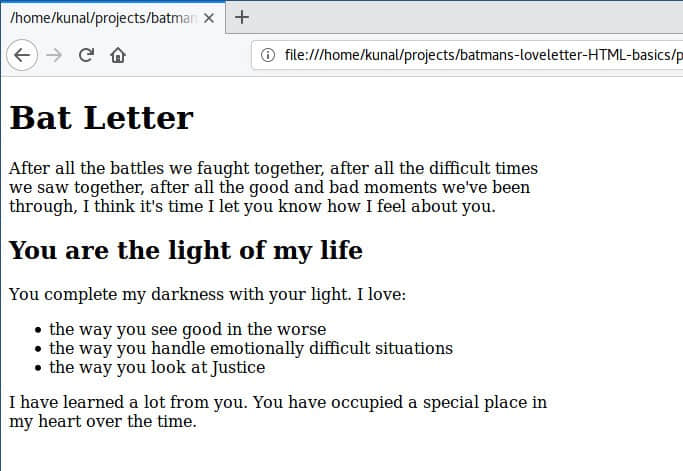 /home/kunal/projects/batman
file:///home/kunal/projects/batmans-loveletter-HTML-basics/p
Bat Letter
After all the battles we faught together, after all the difficult times
we saw together, after all the good and bad moments we've been
through, I think it's time I let you know how I feel about you.
You are the light of my life
You complete my darkness with your light. I love:
• the way you see good in the worse
• the way you handle emotionally difficult situations
• the way you look at Justice
I have learned a lot from you. You have occupied a special place in
my heart over the time.